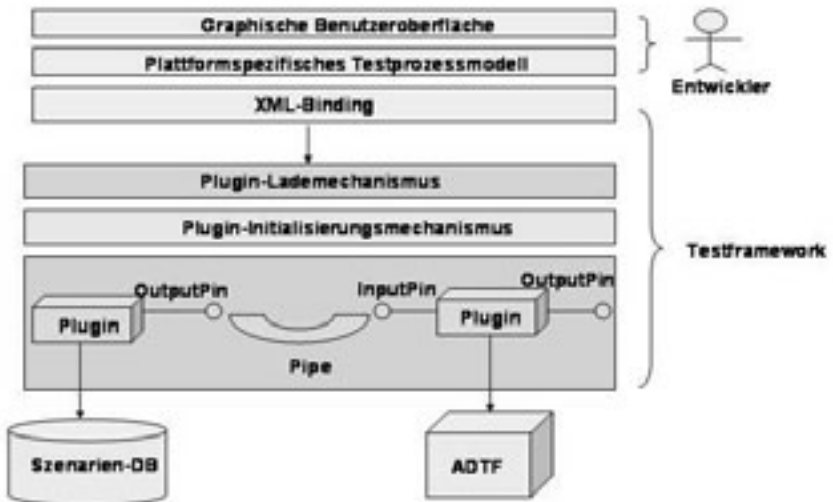 Graphische Benutzeroberfläche
Plattformspezifisches Testprozessmodell
Entwickler
XML-Binding
Plugin-Lademechanismus
Plugin-Initialisierungsmechanismus
Testframework
OutputPin
InputPin
OutputPin
Plugin
Plugin
Pipe
Szenarien-DB
ADTF